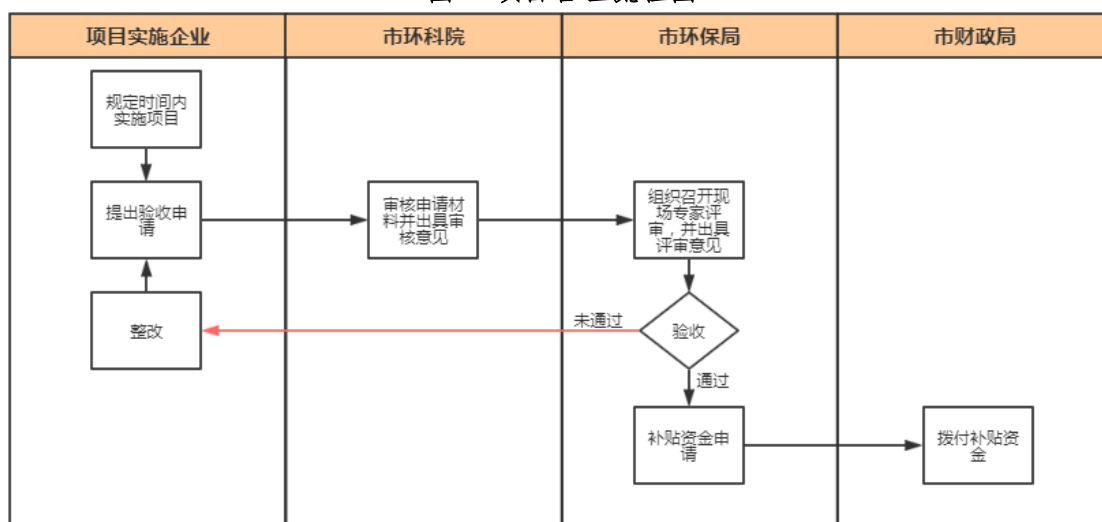 项目实施企业
市环科院
市环保局
市财政局
规定时间内
实施项目
提出验收申
请
审核申请材
料并出具审
核意见
组织召开现
场专家评
审，并出具
评审意见
整改
未通过
验收
通过
补贴资金申
请
拨付补贴资
金